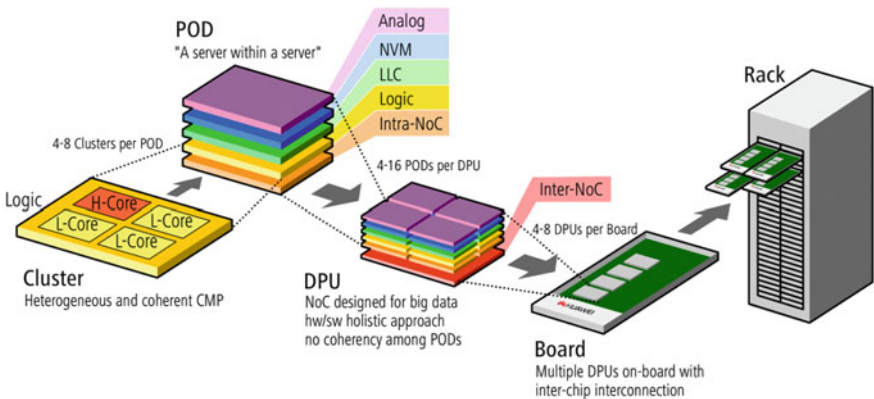 POD
"A server within a server"
Analog
NVM
LLC
Logic
Intra-NoC
Rack
4-8 Clusters per POD
4-16 PODs per DPU
Inter-NoC
Logic
H-Core
L-Core
L-Core
L-Core
4-8 DPUs per Board
Cluster
Heterogeneous and coherent CMP
DPU
NoC designed for big data
hw/sw holistic approach
no coherency among PODs
HUAWEI
Board
Multiple DPUs on-board with
inter-chip interconnection